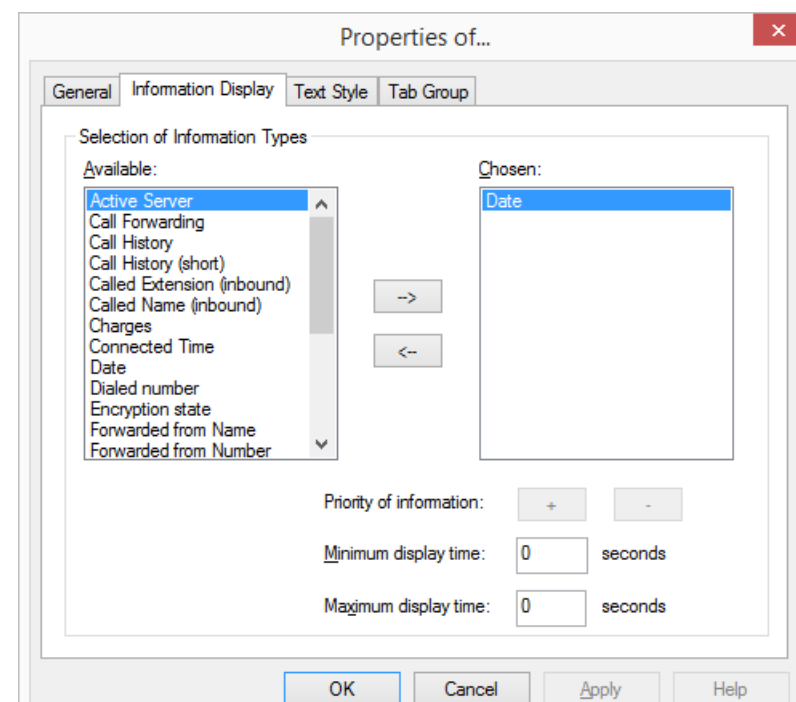 Properties of...
General Information Display Text Style Tab Group
Selection of Information Types
Available:
Active Server
Call Forwarding
Call History
Call History (short)
Called Extension (inbound)
Called Name (inbound)
Charges
Connected Time
Date
Dialed number
Encryption state
Forwarded from Name
Forwarded from Number
-->
<--
Chosen:
Date
Priority of information: + -
Minimum display time: 0 seconds
Maximum display time: 0 seconds
OK Cancel Apply Help